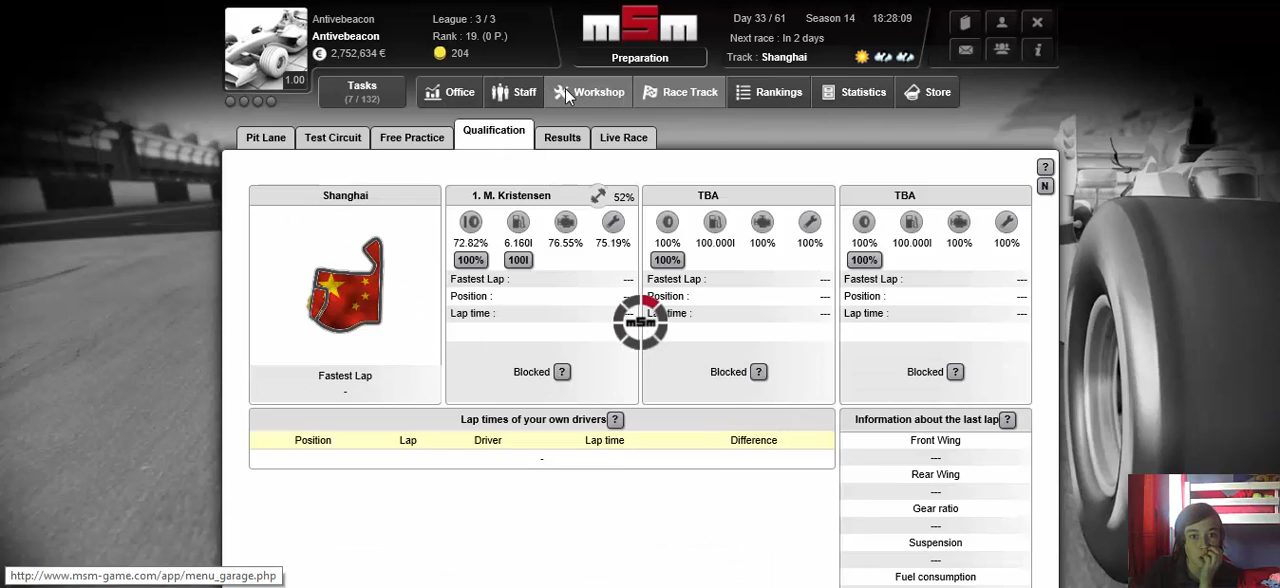 Antivebeacon
Antivebeacon
2,752,634 €
1.00
League : 3 / 3
Rank : 19. (0 P.)
204
mSm
Preparation
Day 33 / 61 Season 14 18:28:09
Next race : In 2 days
Track : Shanghai
Tasks
(7 / 132)
Office
Staff
Workshop
Race Track
Rankings
Statistics
Store
Pit Lane
Test Circuit
Free Practice
Qualification
Results
Live Race
?
N
Shanghai
Fastest Lap
-
1. M. Kristensen 52%
72.82% 6.160l 76.55% 75.19%
100% 100l
Fastest Lap : ---
Position : ---
Lap time : ---
Blocked ?
TBA
100% 100.000l 100% 100%
100%
Fastest Lap : ---
Position : ---
Lap time : ---
Blocked ?
TBA
100% 100.000l 100% 100%
100%
Fastest Lap : ---
Position : ---
Lap time : ---
Blocked ?
mSm
Lap times of your own drivers ?
Position Lap Driver Lap time Difference
-
Information about the last lap ?
Front Wing
---
Rear Wing
---
Gear ratio
---
Suspension
---
Fuel consumption
http://www.msm-game.com/app/menu_garage.php